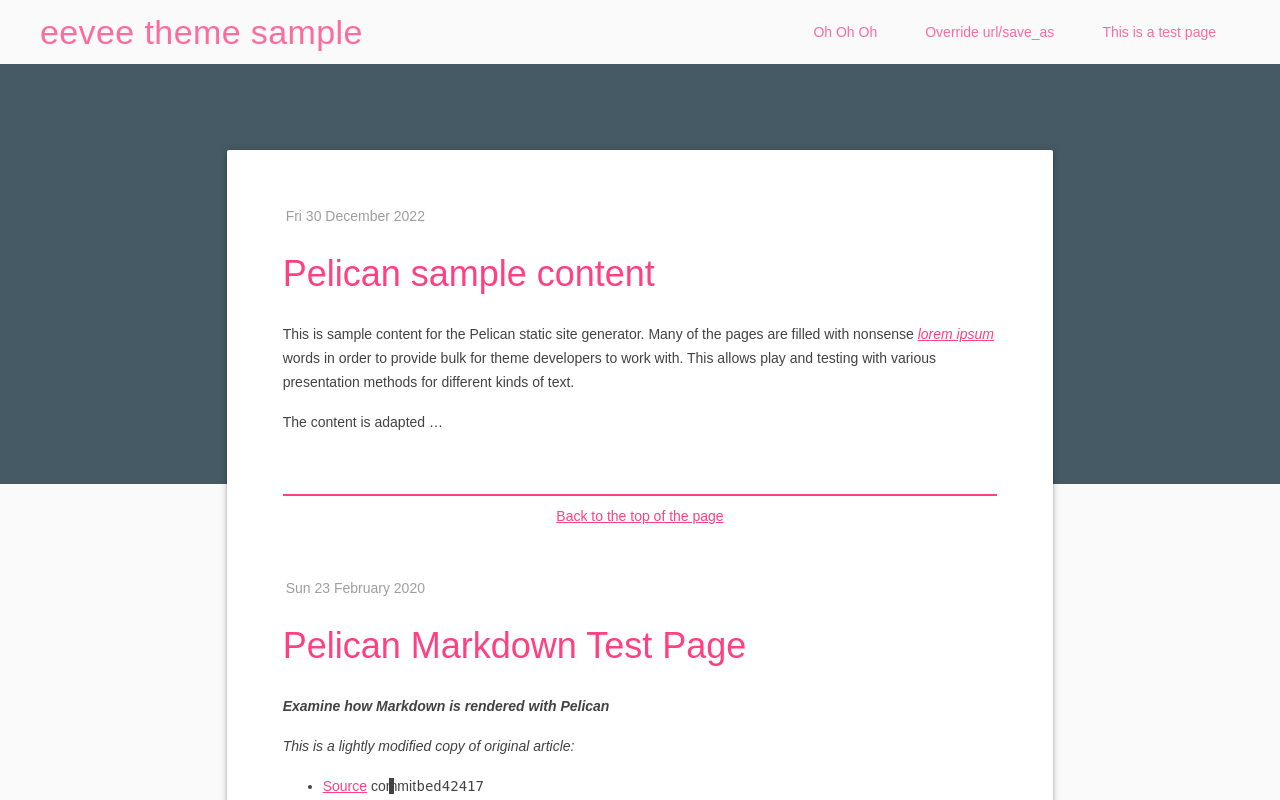 eevee theme sample
Oh Oh Oh
Override url/save_as
This is a test page
Fri 30 December 2022
Pelican sample content
This is sample content for the Pelican static site generator. Many of the pages are filled with nonsense lorem ipsum
words in order to provide bulk for theme developers to work with. This allows play and testing with various
presentation methods for different kinds of text.
The content is adapted …
Back to the top of the page
Sun 23 February 2020
Pelican Markdown Test Page
Examine how Markdown is rendered with Pelican
This is a lightly modified copy of original article:
Source commit bed42417